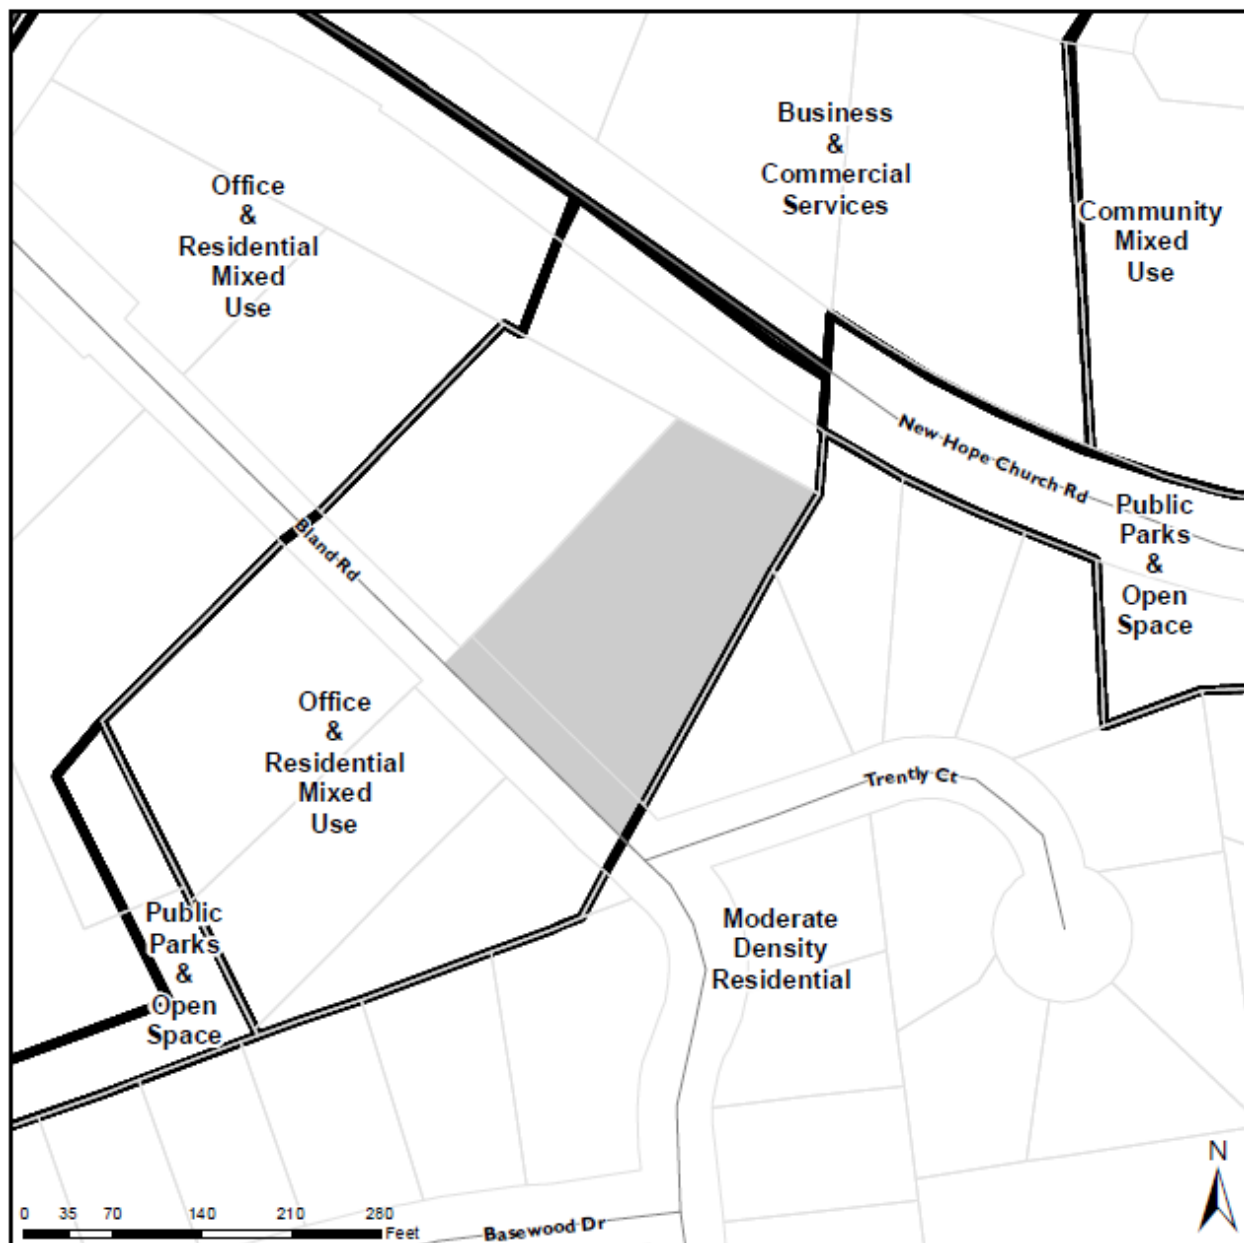 Business
&
Commercial
Services
Office
&
Residential
Mixed
Use
Community
Mixed
Use
New Hope Church Rd
Public
Parks
&
Open
Space
Bland Rd
Office
&
Residential
Mixed
Use
Trently Ct
Public
Parks
&
Open
Space
Moderate
Density
Residential
N
0 35 70 140 210 280
Feet
Basewood Dr